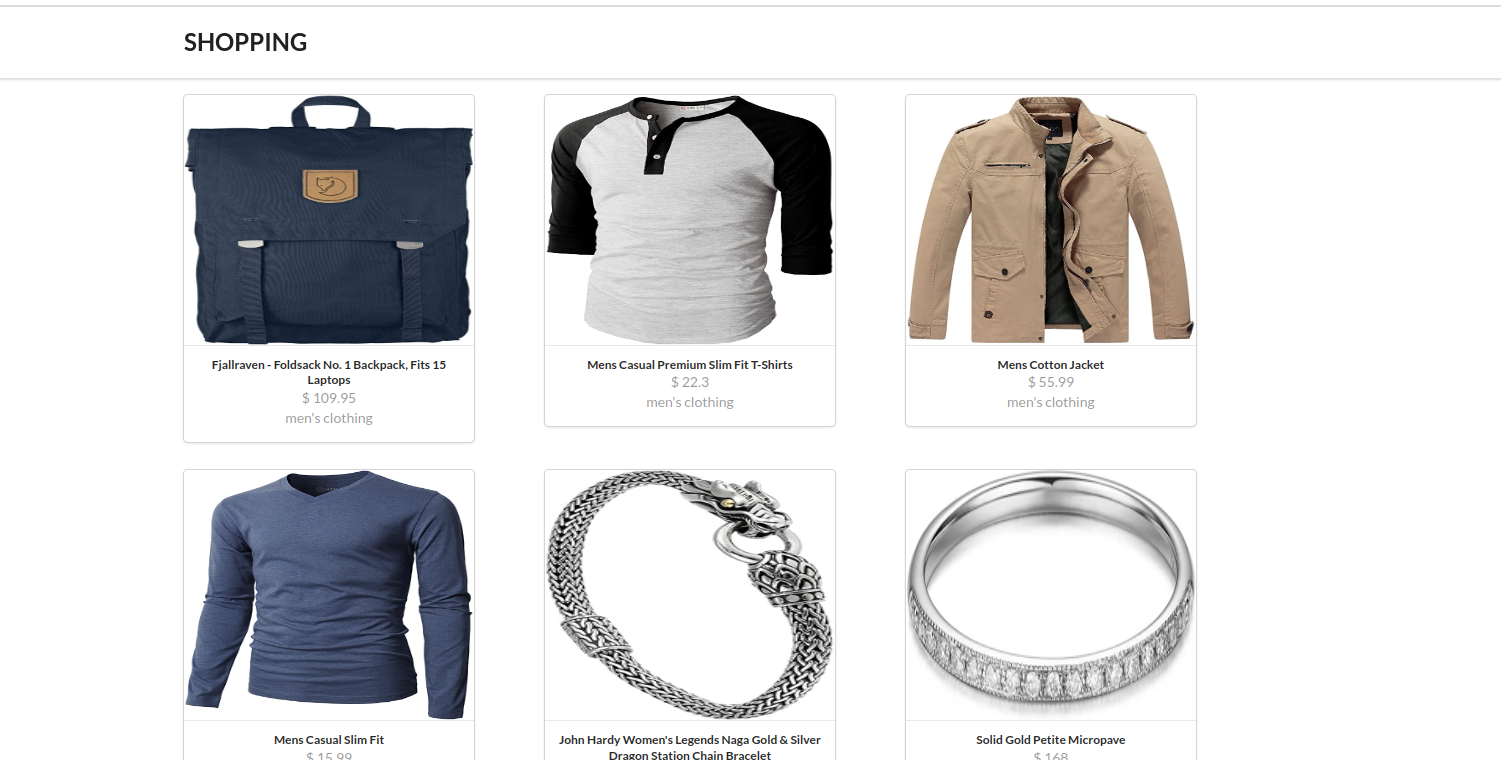 SHOPPING
Fjallraven - Foldsack No. 1 Backpack, Fits 15
Laptops
$ 109.95
men's clothing
Mens Casual Premium Slim Fit T-Shirts
$ 22.3
men's clothing
Mens Cotton Jacket
$ 55.99
men's clothing
Mens Casual Slim Fit
$ 15.99
John Hardy Women's Legends Naga Gold & Silver
Dragon Station Chain Bracelet
Solid Gold Petite Micropave
$ 168